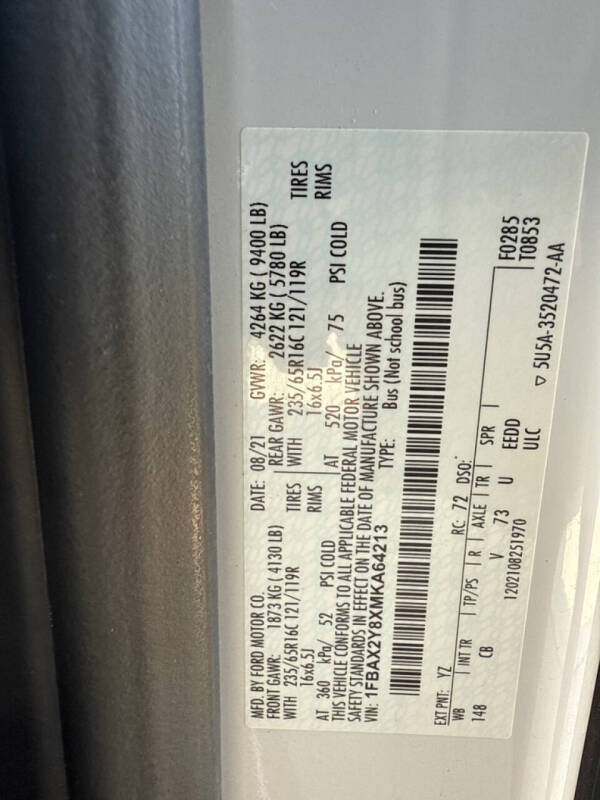 MFD. BY FORD MOTOR CO. DATE: 08/21 GVWR: 4264 KG ( 9400 LB)
FRONT GAWR: 1873 KG ( 4130 LB) REAR GAWR: 2622 KG ( 5780 LB)
WITH 235/65R16C 121/119R TIRES WITH 235/65R16C 121/119R TIRES
16x6.5J RIMS 16x6.5J RIMS
AT 360 kPa/ 52 PSI COLD AT 520 kPa/ 75 PSI COLD
THIS VEHICLE CONFORMS TO ALL APPLICABLE FEDERAL MOTOR VEHICLE
SAFETY STANDARDS IN EFFECT ON THE DATE OF MANUFACTURE SHOWN ABOVE.
VIN: 1FBAX2Y8XMKA64213 TYPE: Bus (Not school bus)
EXT PNT: YZ RC: 72 DSO: F0285
WB INT TR TP/PS R AXLE TR SPR T0853
148 CB V 73 U EEDD
1202108251970 ULC
▽ 5U5A-3520472-AA